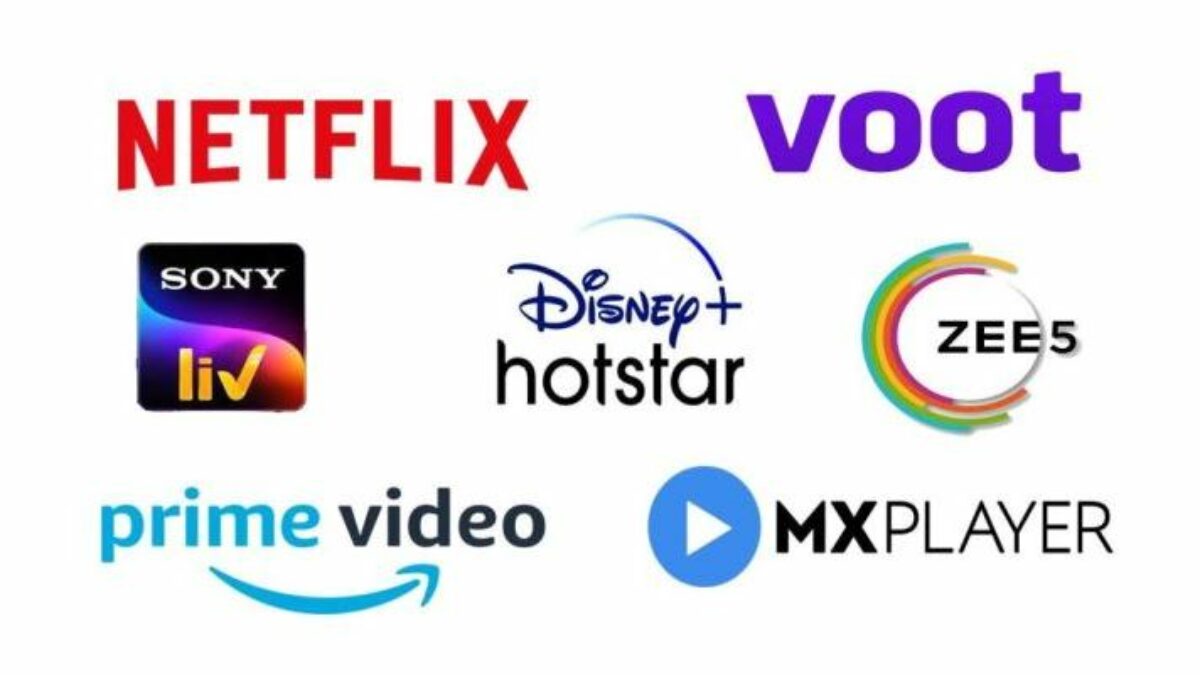 NETFLIX
voot
SONY
liv
Disney+
hotstar
ZEE5
prime video
MXPLAYER